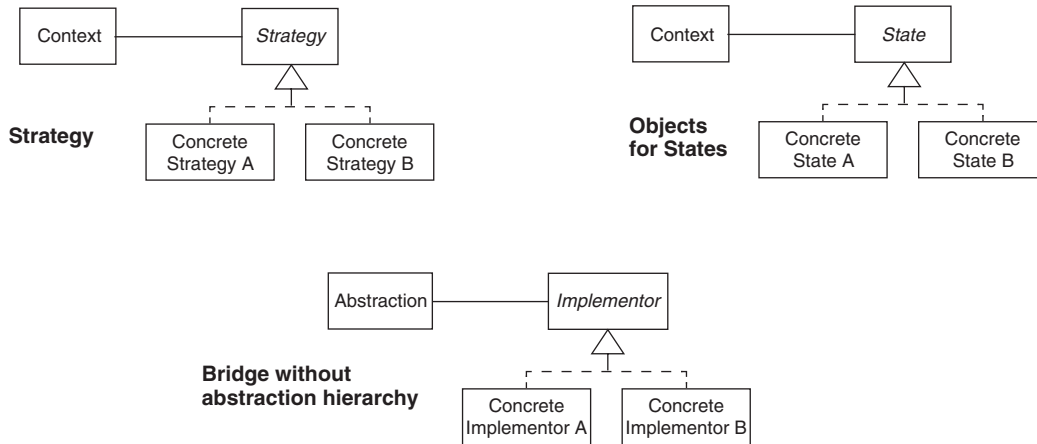 Context
Strategy
Strategy
Concrete
Strategy A
Concrete
Strategy B
Context
State
Objects
for States
Concrete
State A
Concrete
State B
Abstraction
Implementor
Bridge without
abstraction hierarchy
Concrete
Implementor A
Concrete
Implementor B